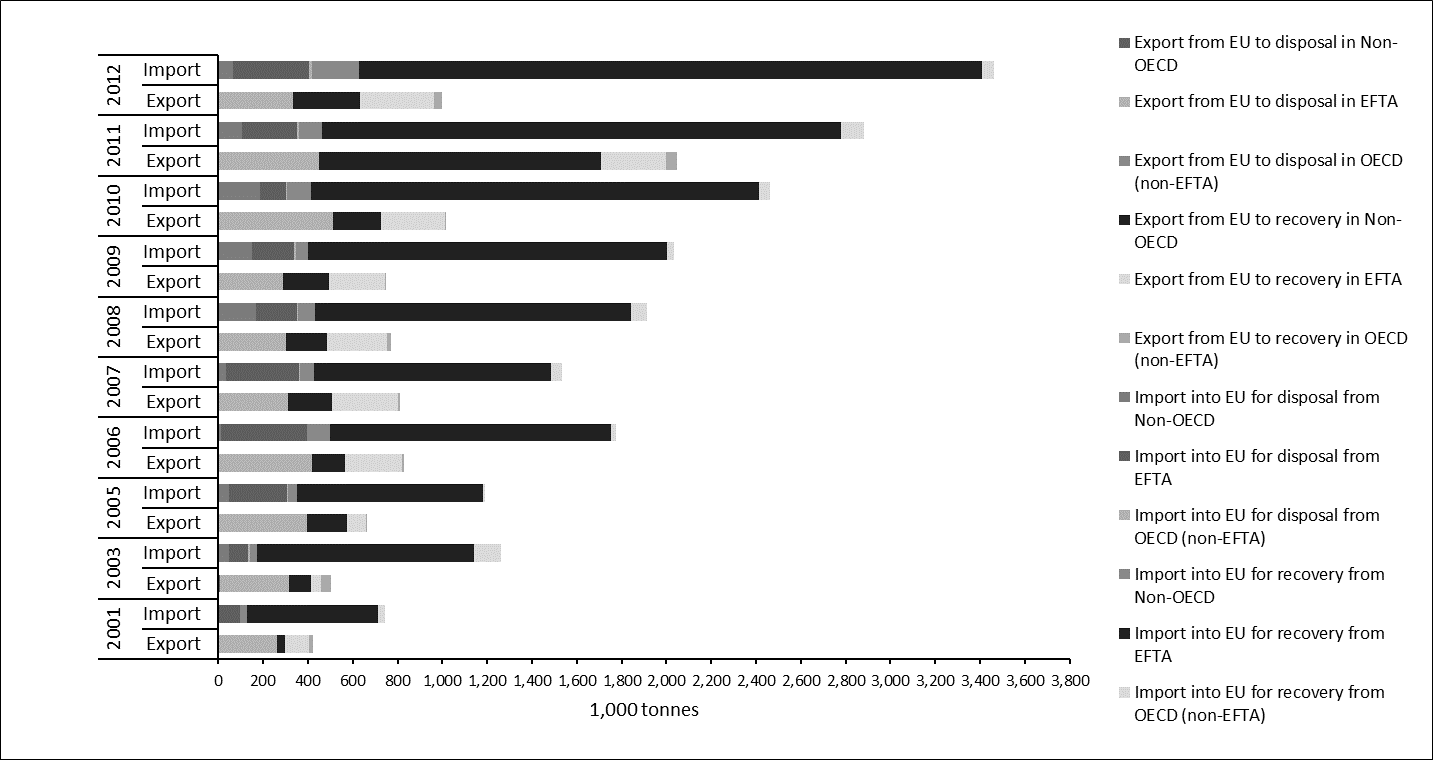 2012
Import
Export
2011
Import
Export
2010
Import
Export
2009
Import
Export
2008
Import
Export
2007
Import
Export
2006
Import
Export
2005
Import
Export
2003
Import
Export
2001
Import
Export
0 200 400 600 800 1,000 1,200 1,400 1,600 1,800 2,000 2,200 2,400 2,600 2,800 3,000 3,200 3,400 3,600 3,800
1,000 tonnes
Export from EU to disposal in Non-
OECD
Export from EU to disposal in EFTA
Export from EU to disposal in OECD
(non-EFTA)
Export from EU to recovery in Non-
OECD
Export from EU to recovery in EFTA
Export from EU to recovery in OECD
(non-EFTA)
Import into EU for disposal from
Non-OECD
Import into EU for disposal from
EFTA
Import into EU for disposal from
OECD (non-EFTA)
Import into EU for recovery from
Non-OECD
Import into EU for recovery from
EFTA
Import into EU for recovery from
OECD (non-EFTA)